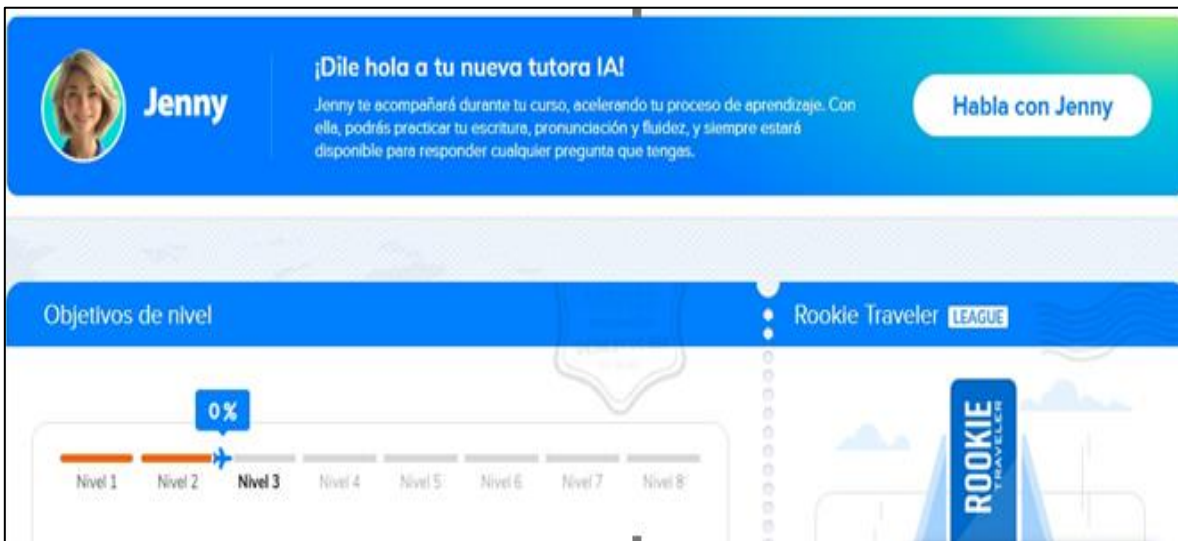 Jenny
¡Dile hola a tu nueva tutora IA!
Jenny te acompañará durante tu curso, acelerando tu proceso de aprendizaje. Con
ella, podrás practicar tu escritura, pronunciación y fluidez, y siempre estará
disponible para responder cualquier pregunta que tengas.
Habla con Jenny
Objetivos de nivel
Rookie Traveler LEAGUE
0%
Nivel 1 Nivel 2 Nivel 3 Nivel 4 Nivel 5 Nivel 6 Nivel 7 Nivel 8
ROOKIE
TRAVELER